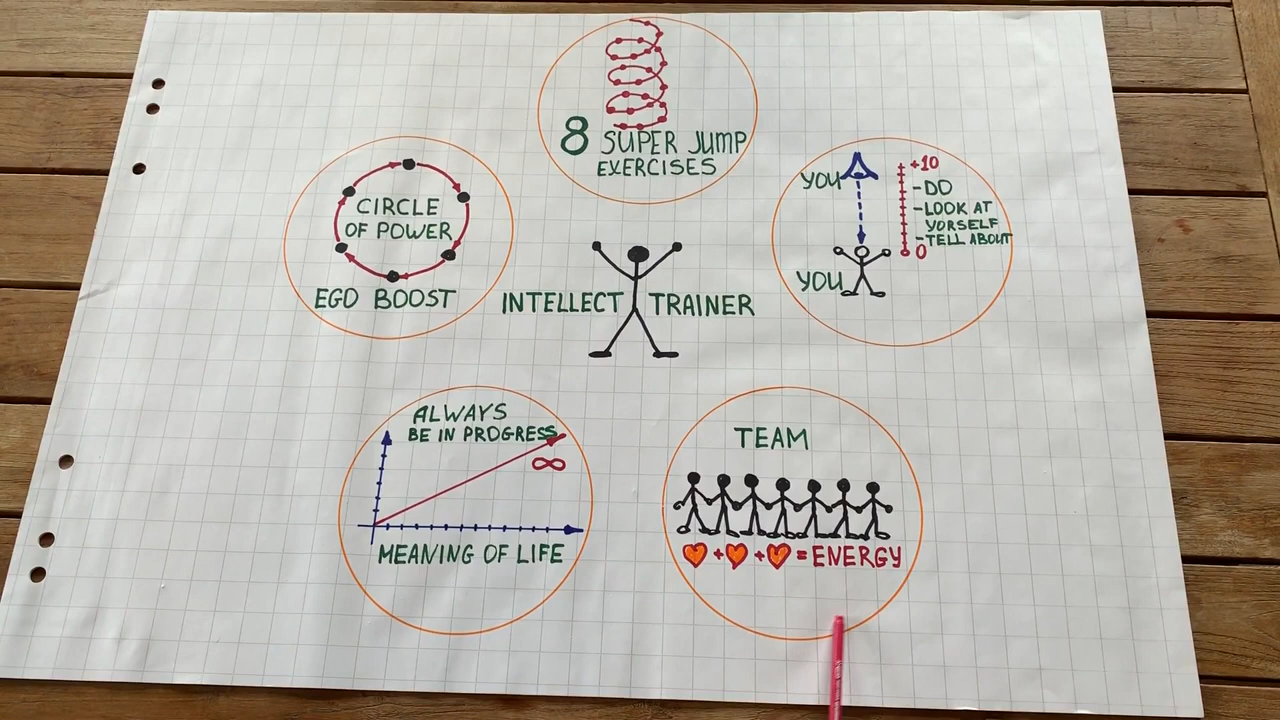 8 SUPER JUMP
EXERCISES
CIRCLE
OF POWER
EGO BOOST
YOU
+10
- DO
- LOOK AT
YORSELF
- TELL ABOUT
0
YOU
INTELLECT TRAINER
ALWAYS
BE IN PROGRESS
∞
MEANING OF LIFE
TEAM
+ + = ENERGY